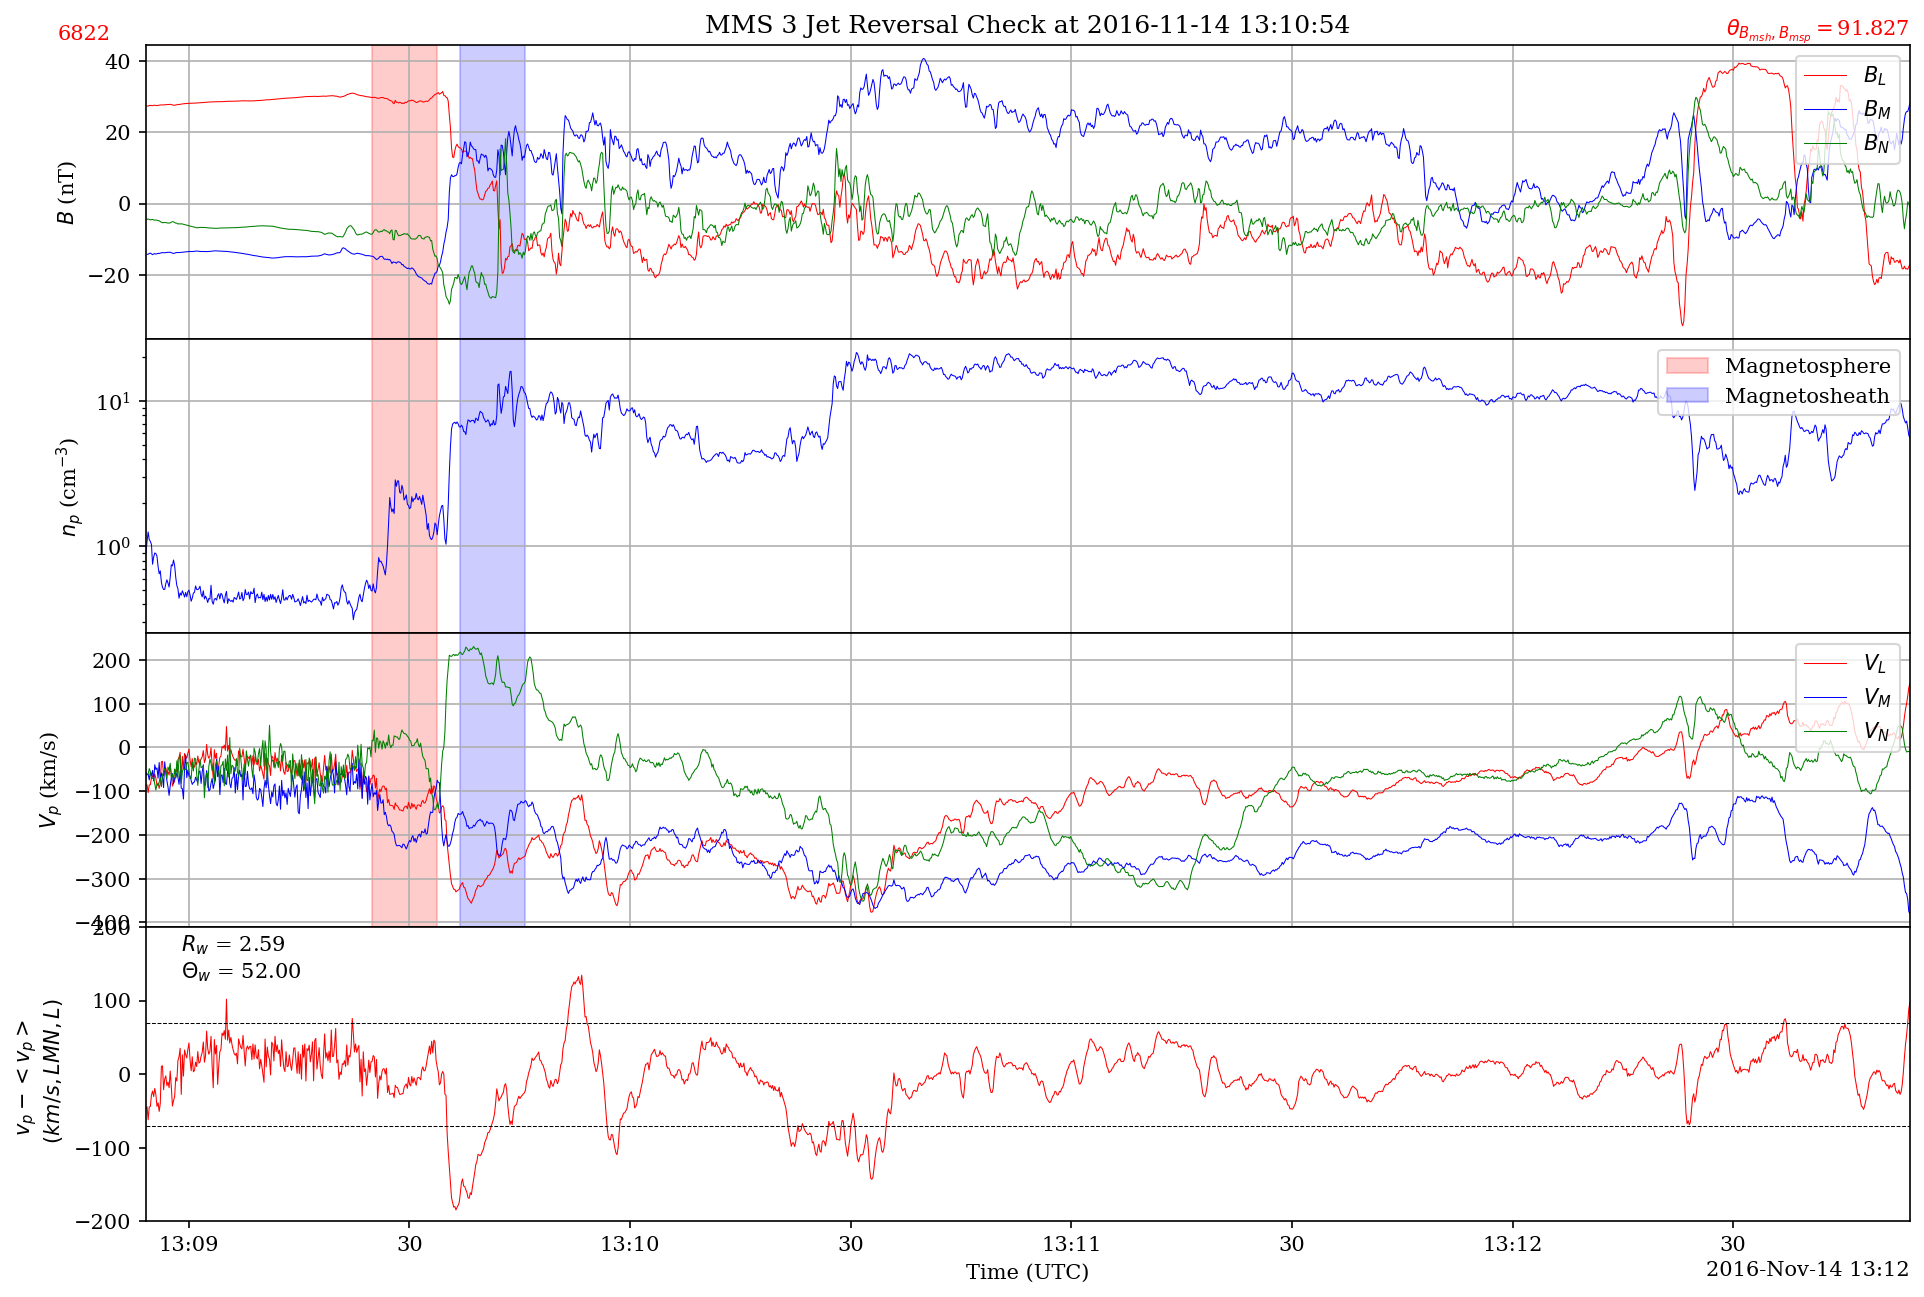 MMS 3 Jet Reversal Check at 2016-11-14 13:10:54
6822
θ_{B_{msh}, B_{msp}} = 91.827
40
20
0
−20
B (nT)
B_L
B_M
B_N
10^1
10^0
n_p (cm^{−3})
Magnetosphere
Magnetosheath
200
100
0
−100
−200
−300
−400
V_p (km/s)
V_L
V_M
V_N
200
100
0
−100
−200
v_p − <v_p>
(km/s, LMN, L)
R_w = 2.59
Θ_w = 52.00
13:09 30 13:10 30 13:11 30 13:12 30
Time (UTC)
2016-Nov-14 13:12